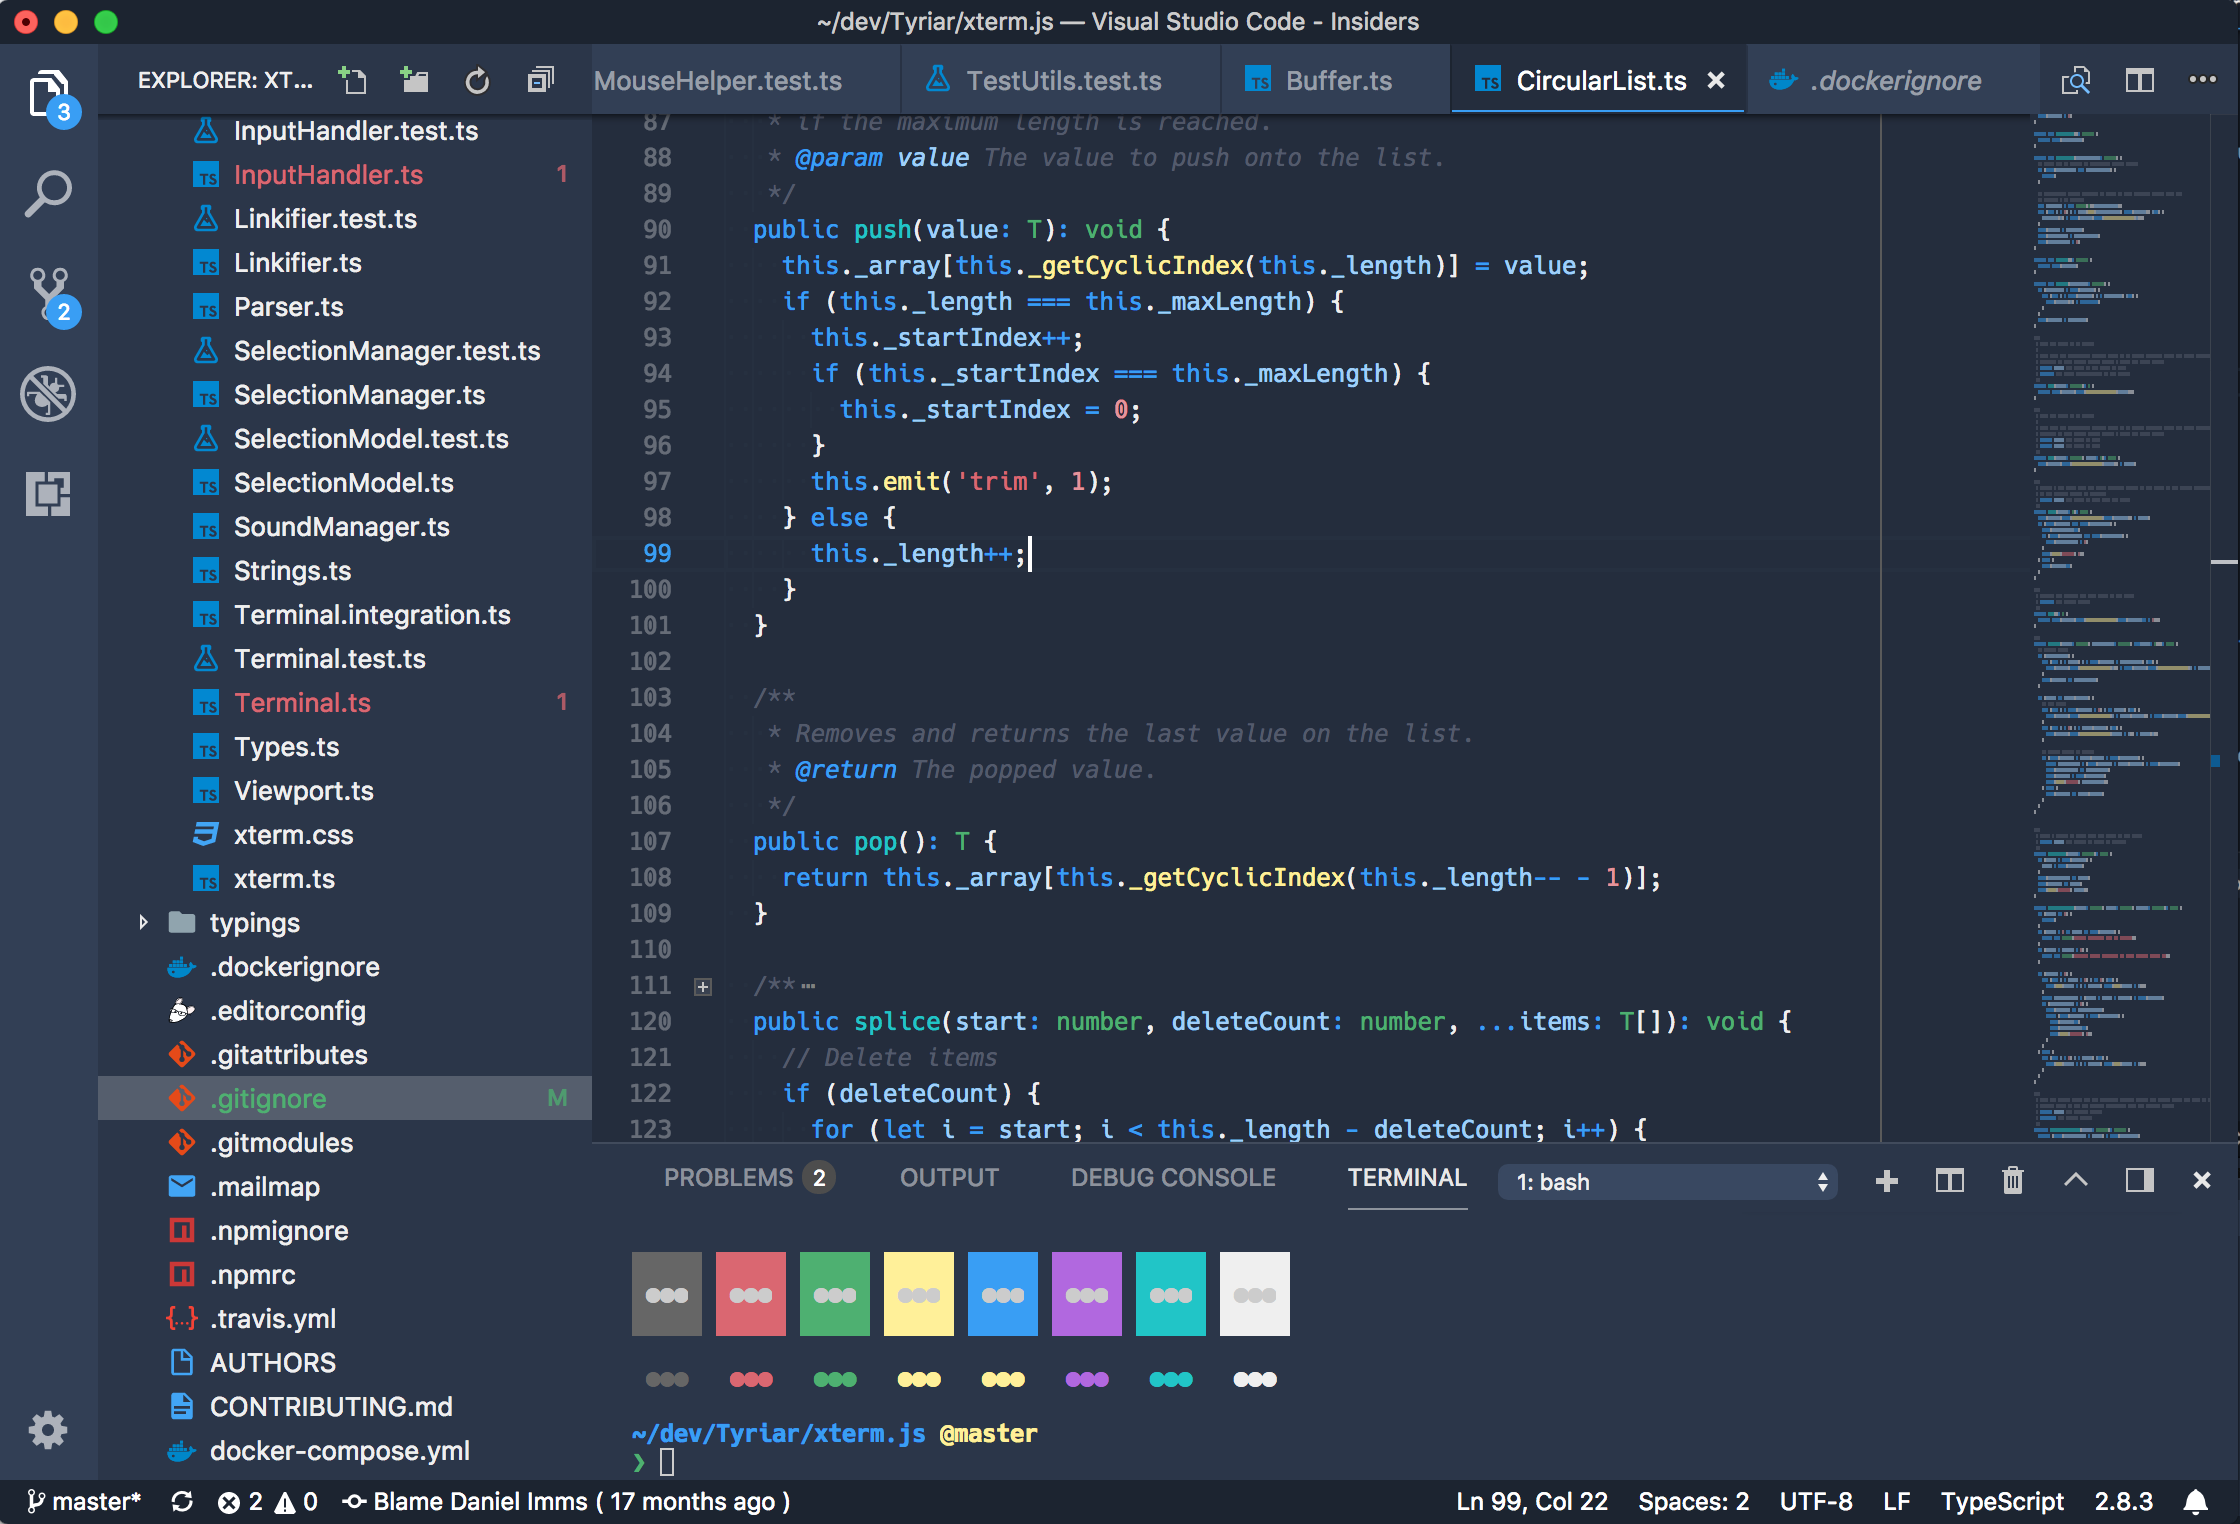 ~/dev/Tyriar/xterm.js — Visual Studio Code - Insiders
EXPLORER: XT...
3
2
InputHandler.test.ts
InputHandler.ts 1
Linkifier.test.ts
Linkifier.ts
Parser.ts
SelectionManager.test.ts
SelectionManager.ts
SelectionModel.test.ts
SelectionModel.ts
SoundManager.ts
Strings.ts
Terminal.integration.ts
Terminal.test.ts
Terminal.ts 1
Types.ts
Viewport.ts
xterm.css
xterm.ts
typings
.dockerignore
.editorconfig
.gitattributes
.gitignore M
.gitmodules
.mailmap
.npmignore
.npmrc
.travis.yml
AUTHORS
CONTRIBUTING.md
docker-compose.yml
MouseHelper.test.ts TestUtils.test.ts Buffer.ts CircularList.ts .dockerignore
87 * if the maximum length is reached.
88 * @param value The value to push onto the list.
89 */
90 public push(value: T): void {
91 this._array[this._getCyclicIndex(this._length)] = value;
92 if (this._length === this._maxLength) {
93 this._startIndex++;
94 if (this._startIndex === this._maxLength) {
95 this._startIndex = 0;
96 }
97 this.emit('trim', 1);
98 } else {
99 this._length++;
100 }
101 }
102
103 /**
104 * Removes and returns the last value on the list.
105 * @return The popped value.
106 */
107 public pop(): T {
108 return this._array[this._getCyclicIndex(this._length-- - 1)];
109 }
110
111 /** ...
120 public splice(start: number, deleteCount: number, ...items: T[]): void {
121 // Delete items
122 if (deleteCount) {
123 for (let i = start; i < this._length - deleteCount; i++) {
PROBLEMS 2 OUTPUT DEBUG CONSOLE TERMINAL 1: bash
~/dev/Tyriar/xterm.js @master
❯
master* 2 0 Blame Daniel Imms ( 17 months ago ) Ln 99, Col 22 Spaces: 2 UTF-8 LF TypeScript 2.8.3